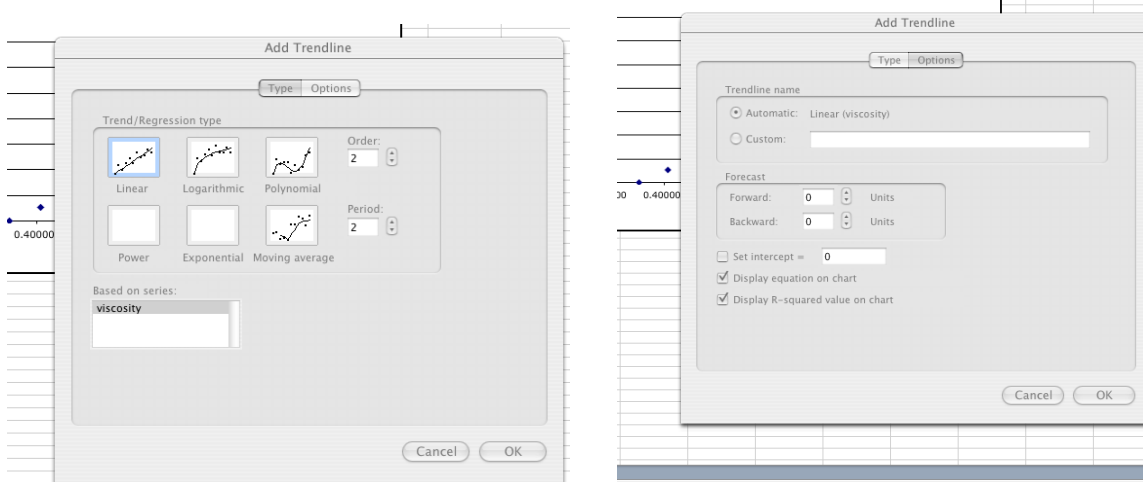 Add Trendline
Type Options
Trend/Regression type
Order:
2
Linear Logarithmic Polynomial
Period:
2
Power Exponential Moving average
Based on series:
viscosity
Cancel OK
0.40000
Add Trendline
Type Options
Trendline name
Automatic: Linear (viscosity)
Custom:
Forecast
Forward: 0 Units
Backward: 0 Units
Set intercept = 0
Display equation on chart
Display R-squared value on chart
Cancel OK
00 0.40000